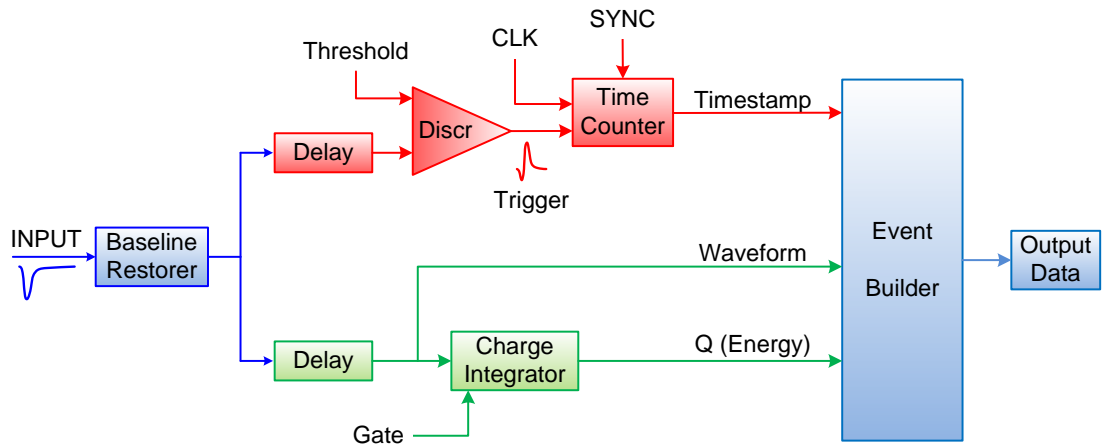 SYNC
CLK
Threshold
Time
Counter
Timestamp
Discr
Delay
Trigger
INPUT
Baseline
Restorer
Waveform
Event
Builder
Output
Data
Delay
Charge
Integrator
Q (Energy)
Gate